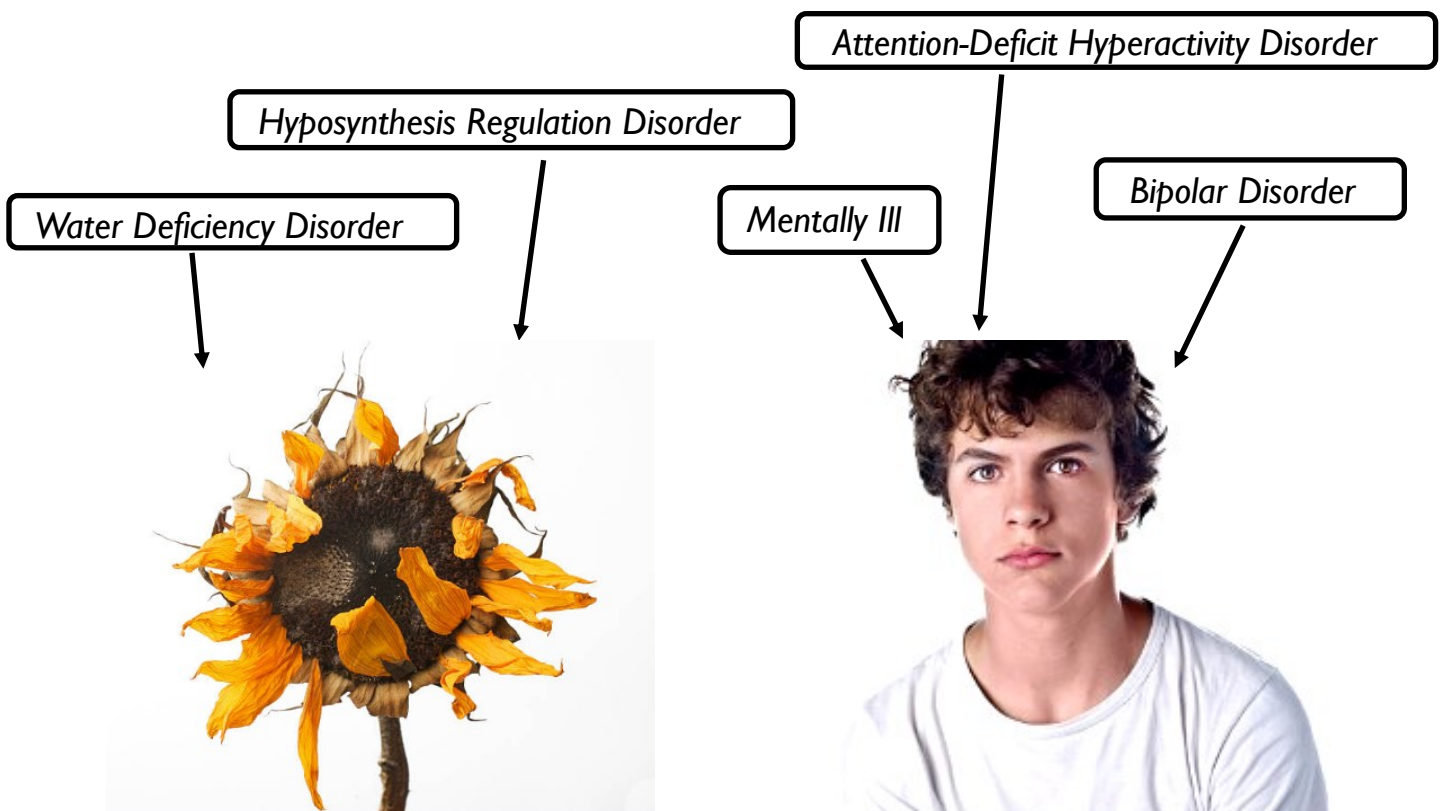 Attention-Deficit Hyperactivity Disorder
Hyposynthesis Regulation Disorder
Bipolar Disorder
Water Deficiency Disorder
Mentally Ill